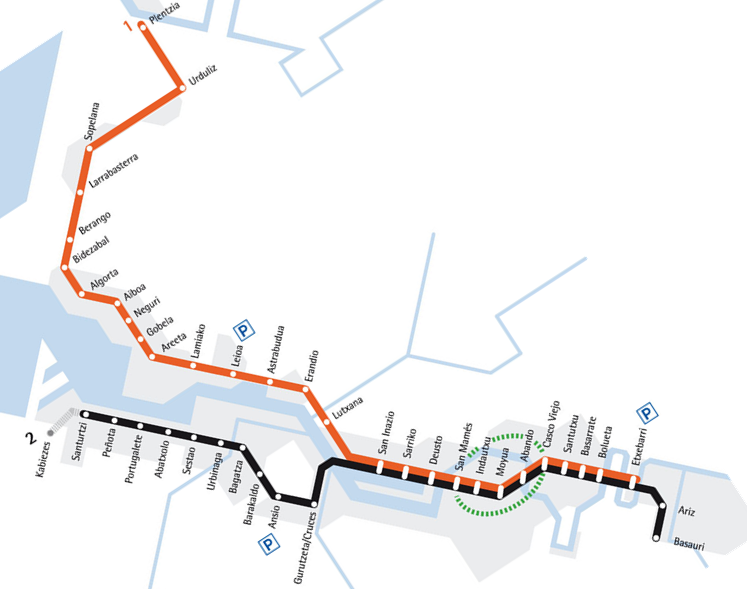 1
Plentzia
Urduliz
Sopelana
Larrabasterra
Berango
Bidezabal
Algorta
Aiboa
Neguri
Gobela
Areeta
Lamiako
P
Leioa
Astrabudua
Erandio
Lutxana
San Inazio
Sarriko
Deusto
San Mamés
Indautxu
Moyua
Abando
Casco Viejo
Santutxu
Basarrate
Bolueta
P
Etxebarri
2
Kabiezes
Santurtzi
Peñota
Portugalete
Abatxolo
Sestao
Urbinaga
Bagatza
Barakaldo
Ansio
P
Gurutzeta/Cruces
Ariz
Basauri